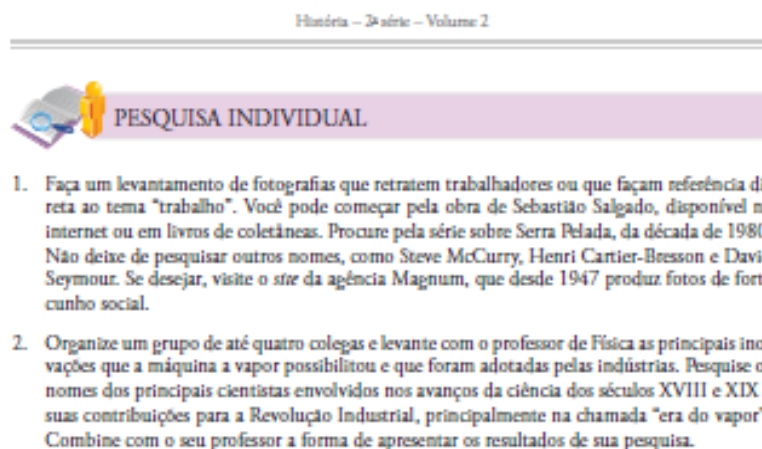 História – 2ª série – Volume 2
PESQUISA INDIVIDUAL
1. Faça um levantamento de fotografias que retratem trabalhadores ou que façam referência di
reta ao tema “trabalho”. Você pode começar pela obra de Sebastião Salgado, disponível n
internet ou em livros de coletâneas. Procure pela série sobre Serra Pelada, da década de 1980
Não deixe de pesquisar outros nomes, como Steve McCurry, Henri Cartier-Bresson e Davi
Seymour. Se desejar, visite o site da agência Magnum, que desde 1947 produz fotos de fort
cunho social.
2. Organize um grupo de até quatro colegas e levante com o professor de Física as principais ino
vações que a máquina a vapor possibilitou e que foram adotadas pelas indústrias. Pesquise o
nomes dos principais cientistas envolvidos nos avanços da ciência dos séculos XVIII e XIX
suas contribuições para a Revolução Industrial, principalmente na chamada “era do vapor”
Combine com o seu professor a forma de apresentar os resultados de sua pesquisa.